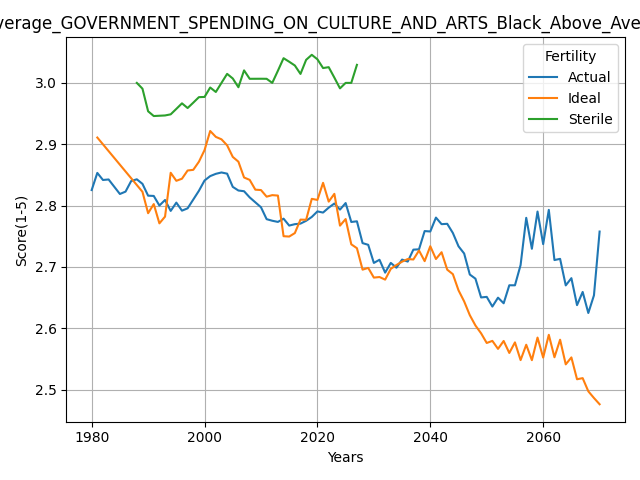 verage_GOVERNMENT_SPENDING_ON_CULTURE_AND_ARTS_Black_Above_Ave
Fertility
Actual
Ideal
Sterile
Score(1-5)
3.0
2.9
2.8
2.7
2.6
2.5
1980 2000 2020 2040 2060
Years